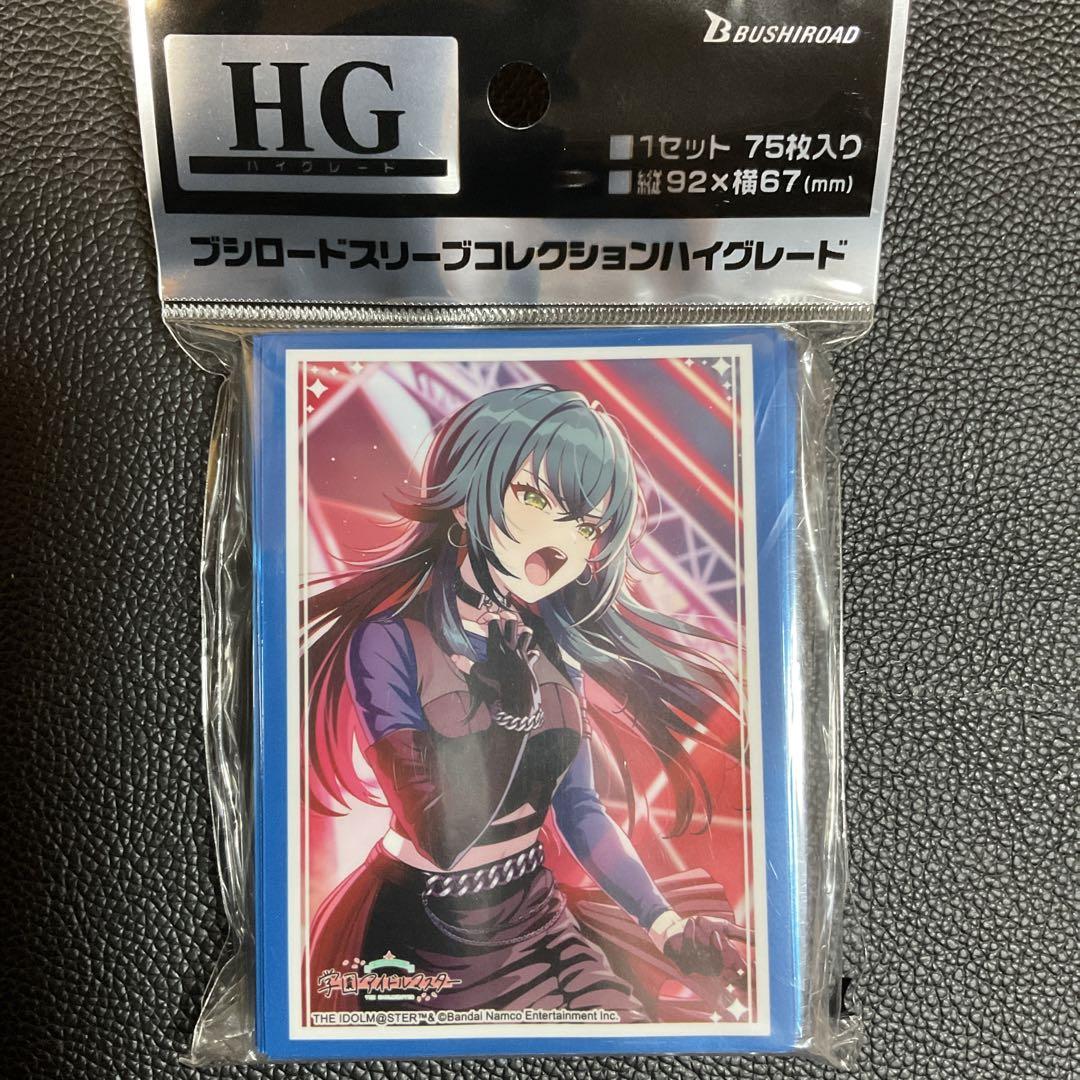 BUSHIROAD
HG
ハイグレード
1セット 75枚入り
縦92×横67(mm)
ブシロードスリーブコレクションハイグレード
学園アイドルマスター
THE IDOLM@STER
THE IDOLM@STER™& ©Bandai Namco Entertainment Inc.